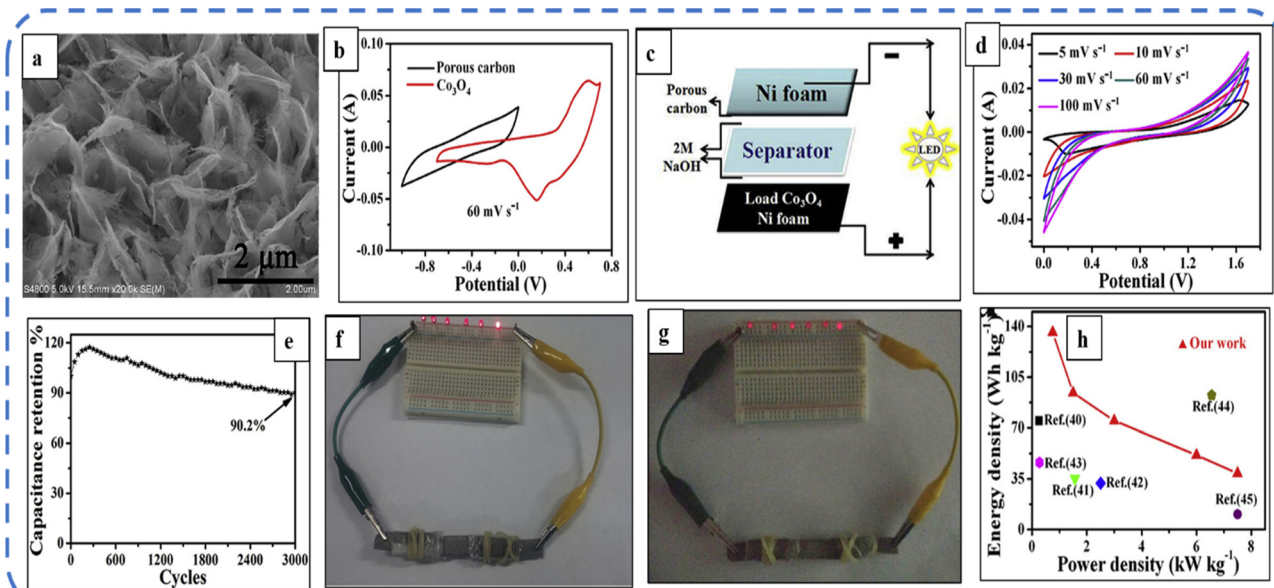 a
2 µm
S4800 5.0kV 15.5mm x20.0k SE(M)
2.00um
b
0.10
0.05
0.00
-0.05
-0.10
Current (A)
Porous carbon
Co₃O₄
60 mV s⁻¹
-0.8 -0.4 0.0 0.4 0.8
Potential (V)
c
Porous
carbon
Ni foam
2M
NaOH
Separator
Load Co₃O₄
Ni foam
LED
-
+
d
0.04
0.02
0.00
-0.02
-0.04
Current (A)
5 mV s⁻¹ 10 mV s⁻¹
30 mV s⁻¹ 60 mV s⁻¹
100 mV s⁻¹
0.0 0.4 0.8 1.2 1.6
Potential (V)
e
Capacitance retention %
120
90
60
30
0
90.2%
0 600 1200 1800 2400 3000
Cycles
f
g
h
Energy density (Wh kg⁻¹)
140
105
70
35
0
Our work
Ref.(44)
Ref.(40)
Ref.(43)
Ref.(41)
Ref.(42)
Ref.(45)
0 2 4 6 8
Power density (kW kg⁻¹)